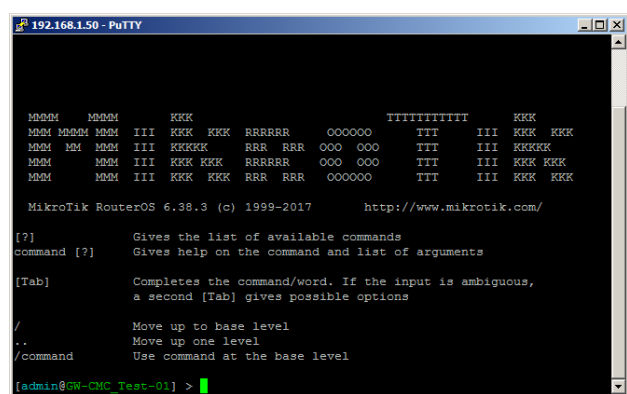 192.168.1.50 - PuTTY
MMMM MMMM KKK TTTTTTTTTTT KKK
MMM MMMM MMM III KKK KKK RRRRRR OOOOOO TTT III KKK KKK
MMM MM MMM III KKKKK RRR RRR OOO OOO TTT III KKKKK
MMM MMM III KKK KKK RRRRRR OOO OOO TTT III KKK KKK
MMM MMM III KKK KKK RRR RRR OOOOOO TTT III KKK KKK
MikroTik RouterOS 6.38.3 (c) 1999-2017 http://www.mikrotik.com/
[?] Gives the list of available commands
command [?] Gives help on the command and list of arguments
[Tab] Completes the command/word. If the input is ambiguous,
a second [Tab] gives possible options
/ Move up to base level
.. Move up one level
/command Use command at the base level
[admin@GW-CMC_Test-01] >